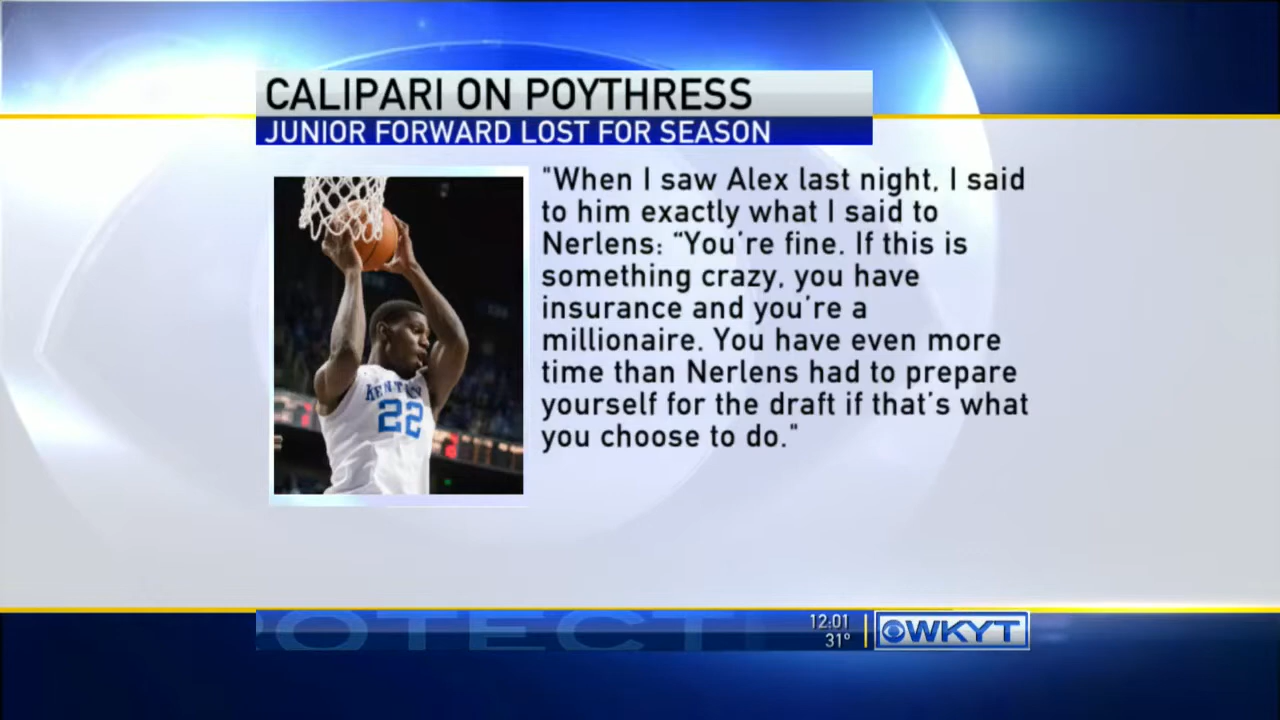 CALIPARI ON POYTHRESS
JUNIOR FORWARD LOST FOR SEASON
"When I saw Alex last night, I said
to him exactly what I said to
Nerlens: “You're fine. If this is
something crazy, you have
insurance and you're a
millionaire. You have even more
time than Nerlens had to prepare
yourself for the draft if that's what
you choose to do."
KENTUCKY
22
OTECT
12:01
31°
WKYT